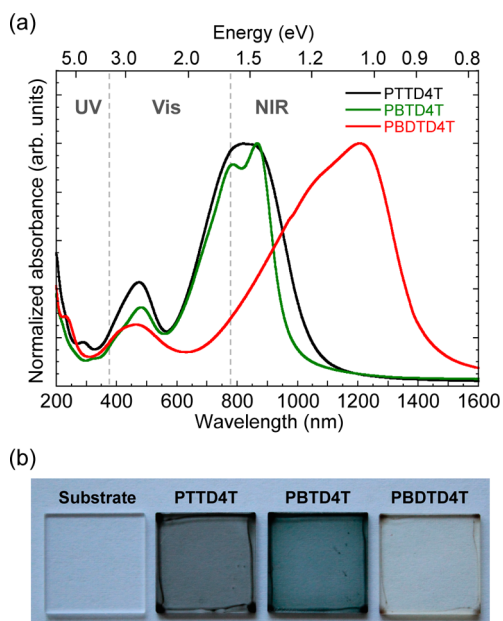 (a)
Energy (eV)
5.0 3.0 2.0 1.5 1.2 1.0 0.9 0.8
UV Vis NIR
PTTD4T
PBTD4T
PBDTD4T
Normalized absorbance (arb. units)
200 400 600 800 1000 1200 1400 1600
Wavelength (nm)
(b)
Substrate PTTD4T PBTD4T PBDTD4T